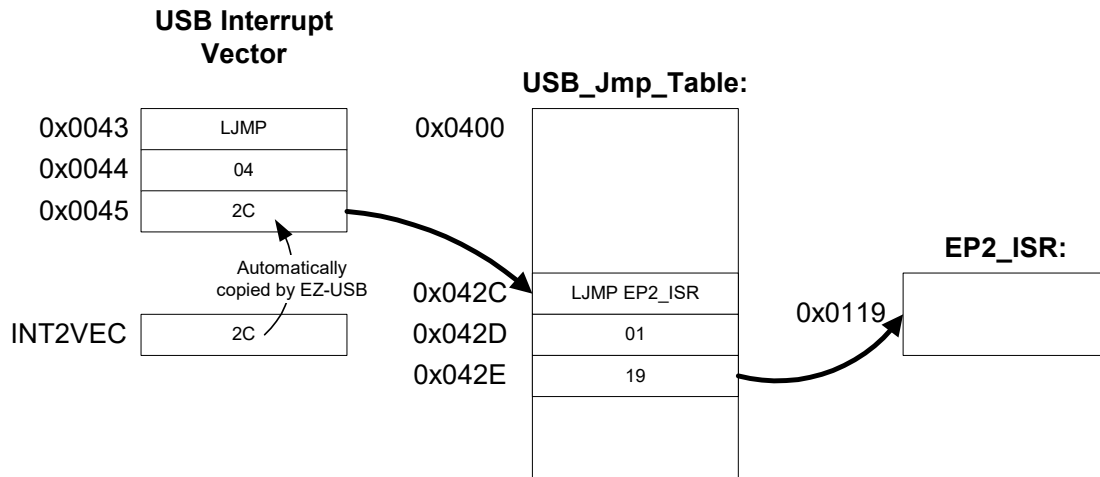 USB Interrupt
Vector
USB_Jmp_Table:
0x0043
LJMP
0x0400
0x0044
04
0x0045
2C
EP2_ISR:
Automatically
copied by EZ-USB
0x042C
LJMP EP2_ISR
0x0119
INT2VEC
2C
0x042D
01
0x042E
19